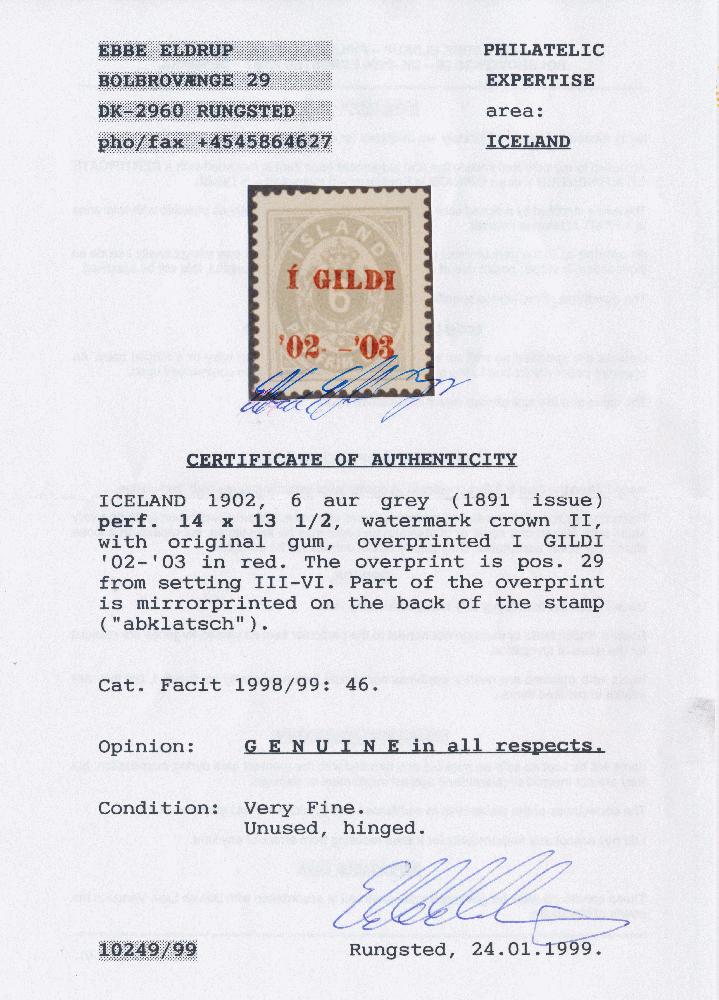 EBBE ELDRUP
BOLBROVÆNGE 29
DK-2960 RUNGSTED
pho/fax +4545864627
PHILATELIC
EXPERTISE
area:
ICELAND
ISLAND
Í GILDI
6
'02- -'03
CERTIFICATE OF AUTHENTICITY
ICELAND 1902, 6 aur grey (1891 issue)
perf. 14 x 13 1/2, watermark crown II,
with original gum, overprinted Í GILDI
'02-'03 in red. The overprint is pos. 29
from setting III-VI. Part of the overprint
is mirrorprinted on the back of the stamp
("abklatsch").
Cat. Facit 1998/99: 46.
Opinion: G E N U I N E in all respects.
Condition: Very Fine.
Unused, hinged.
10249/99
Rungsted, 24.01.1999.